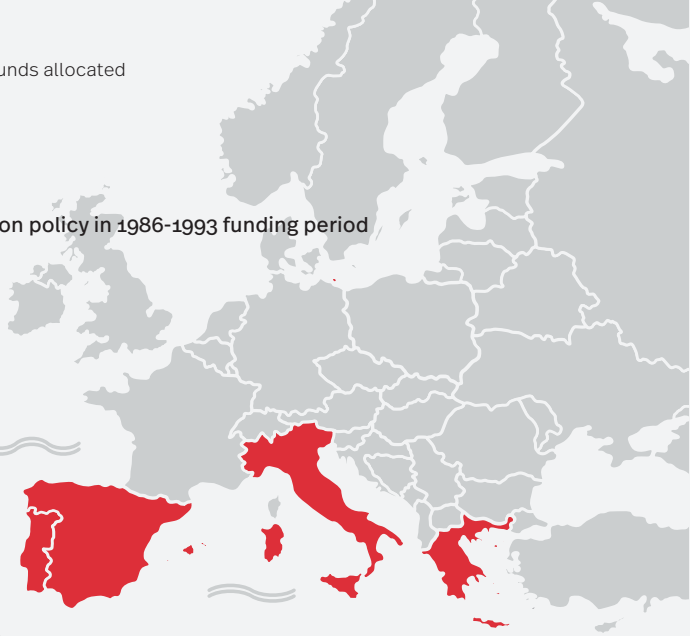 unds allocated
on policy in 1986-1993 funding period